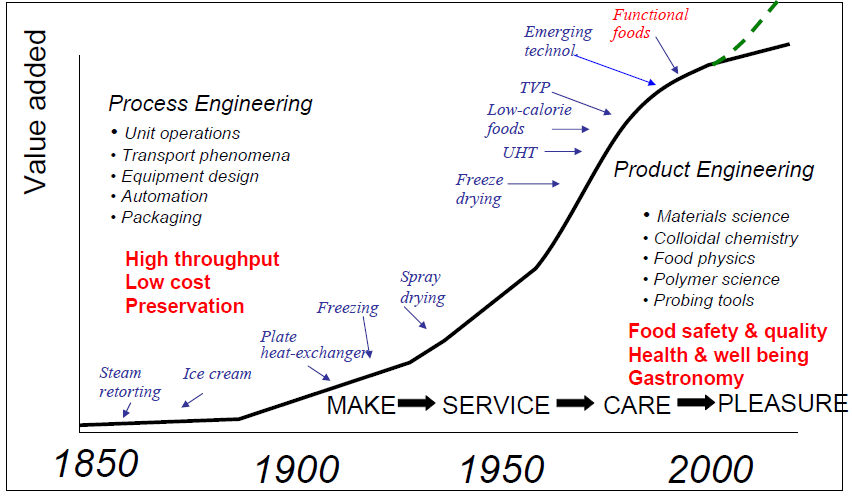 Value added
Process Engineering
• Unit operations
• Transport phenomena
• Equipment design
• Automation
• Packaging
High throughput
Low cost
Preservation
Steam
retorting
Ice cream
Plate
heat-exchanger
Freezing
Spray
drying
Freeze
drying
UHT
Low-calorie
foods
TVP
Emerging
technol.
Functional
foods
Product Engineering
• Materials science
• Colloidal chemistry
• Food physics
• Polymer science
• Probing tools
Food safety & quality
Health & well being
Gastronomy
MAKE SERVICE CARE PLEASURE
1850 1900 1950 2000